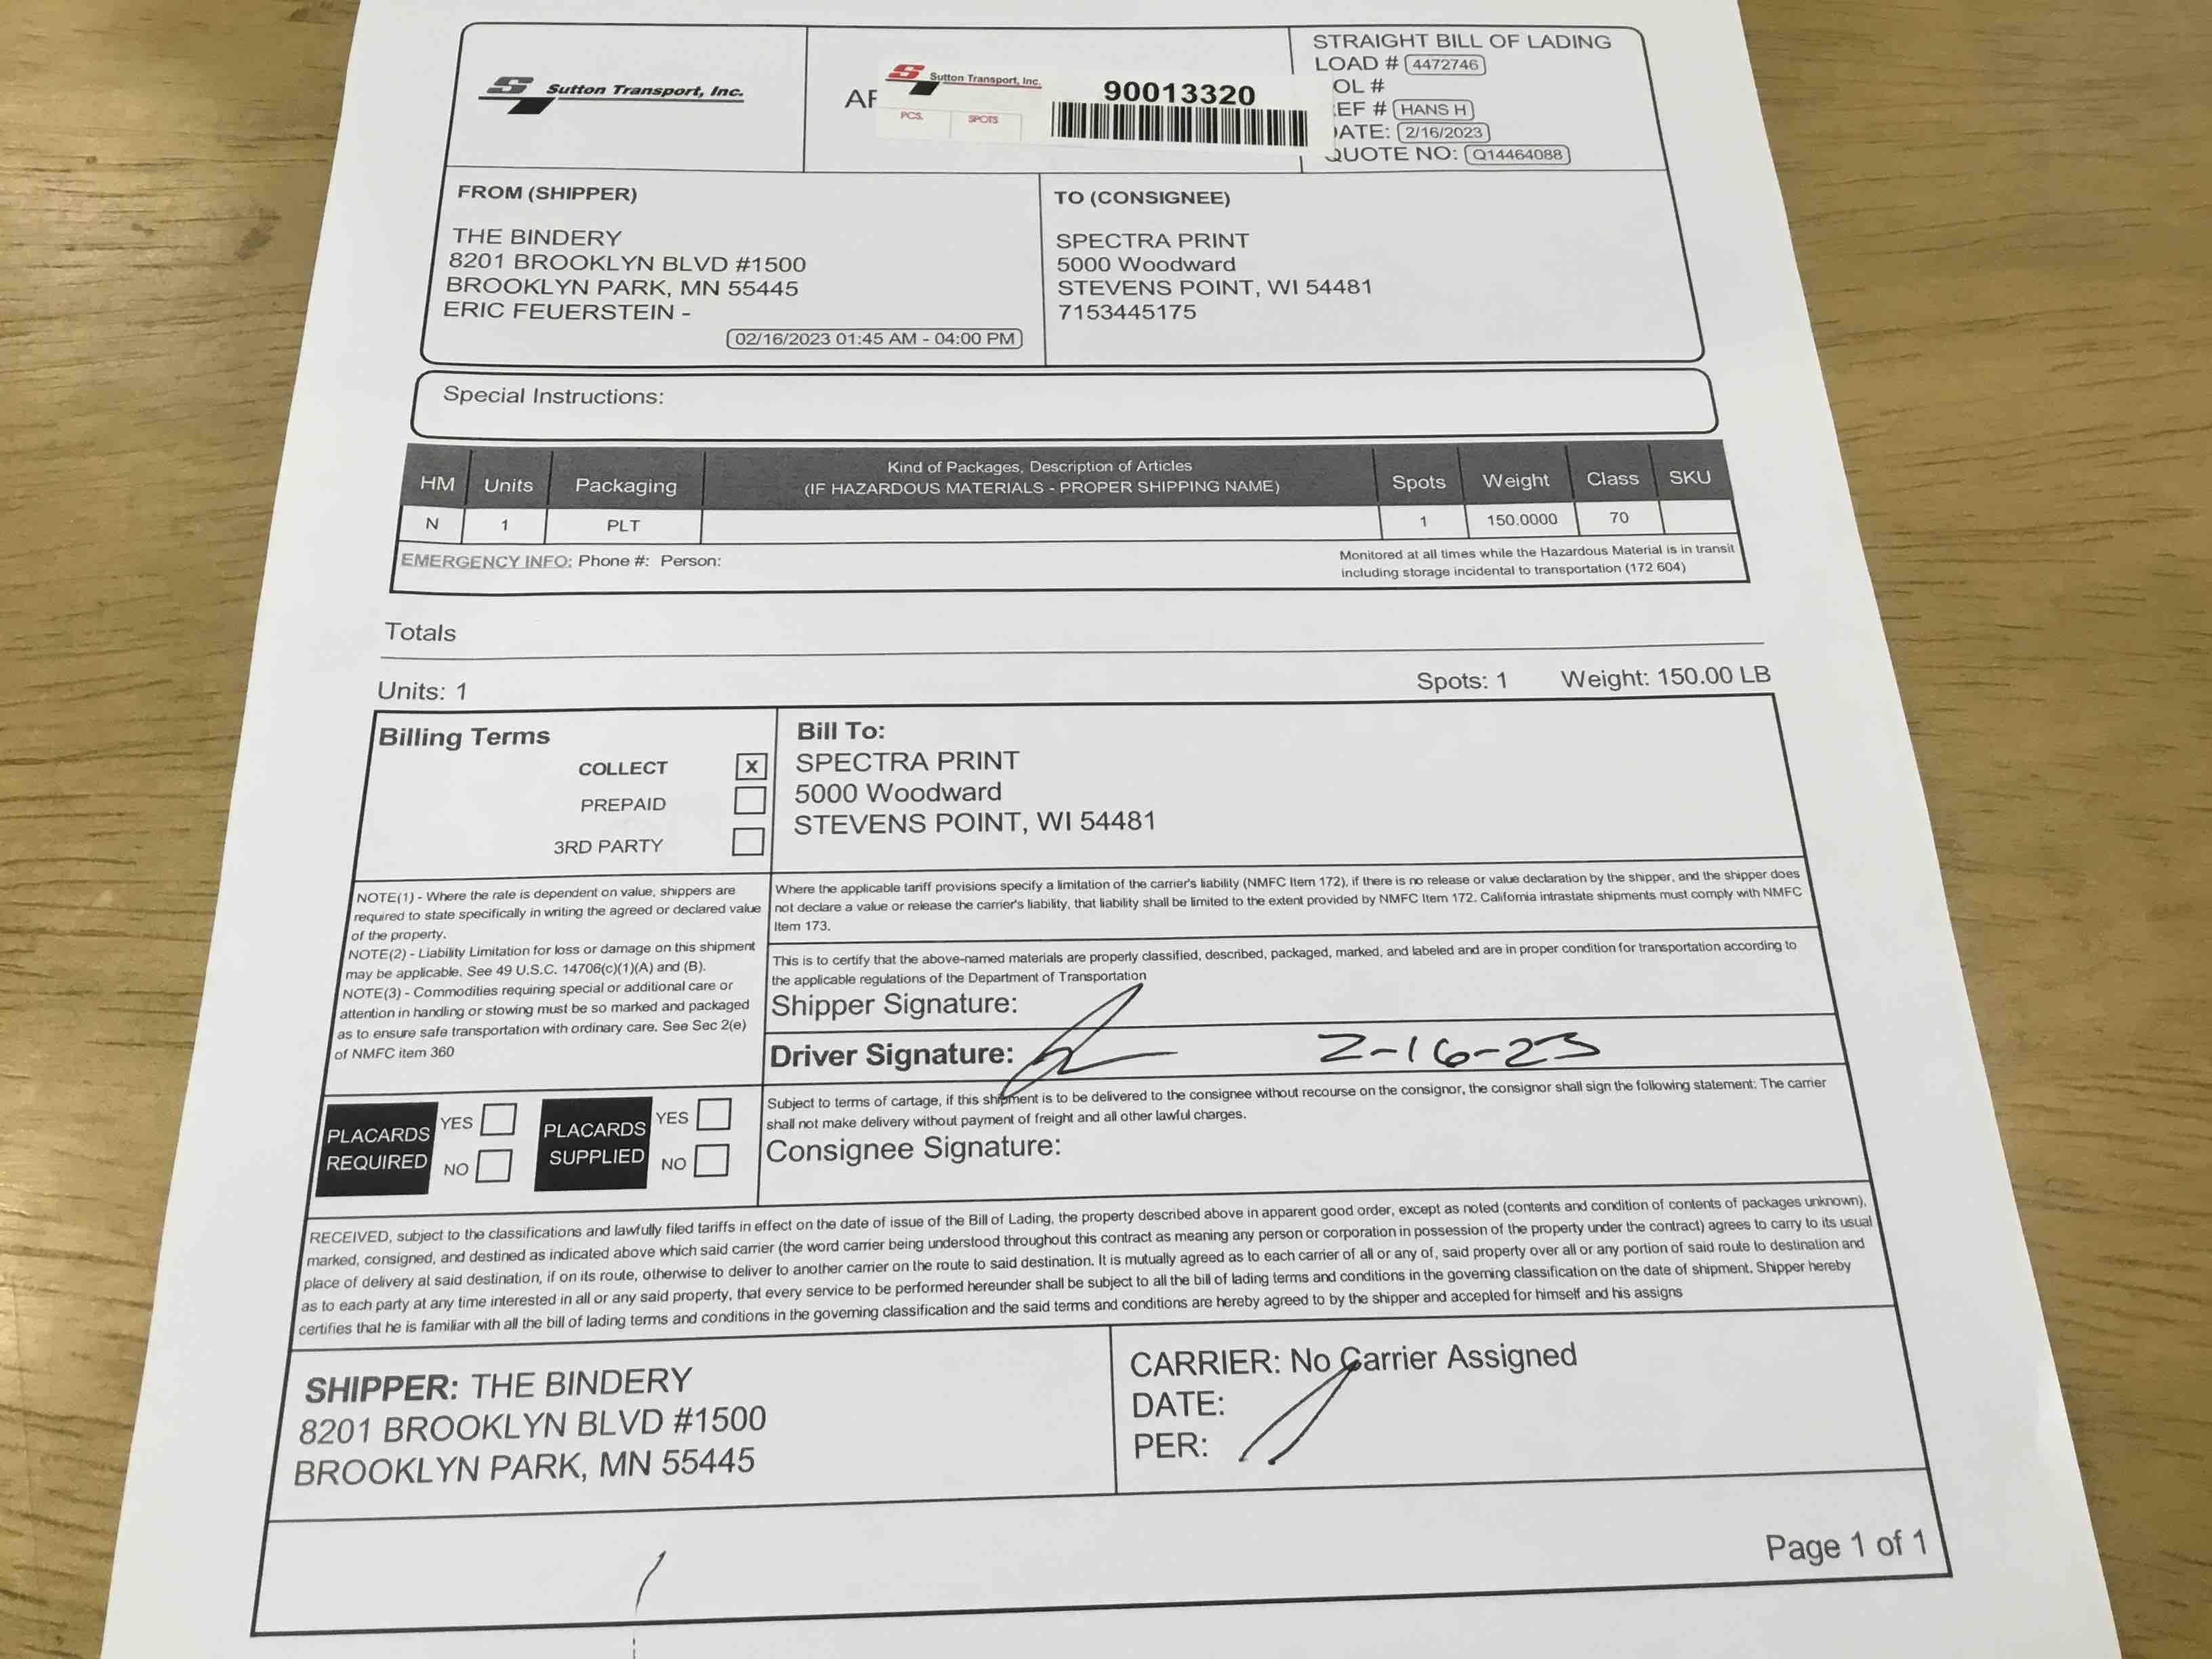 Sutton Transport, Inc.
AF
Sutton Transport, Inc.
PCS.
SPOTS
90013320
STRAIGHT BILL OF LADING
LOAD # 4472746
OL #
EF # HANS H
ATE: 2/16/2023
QUOTE NO: Q14464088
FROM (SHIPPER)
THE BINDERY
8201 BROOKLYN BLVD #1500
BROOKLYN PARK, MN 55445
ERIC FEUERSTEIN -
02/16/2023 01:45 AM - 04:00 PM
TO (CONSIGNEE)
SPECTRA PRINT
5000 Woodward
STEVENS POINT, WI 54481
7153445175
Special Instructions:
HM Units Packaging Kind of Packages, Description of Articles (IF HAZARDOUS MATERIALS - PROPER SHIPPING NAME) Spots Weight Class SKU
N 1 PLT 1 150.0000 70
EMERGENCY INFO: Phone #: Person:
Monitored at all times while the Hazardous Material is in transit
including storage incidental to transportation (172 604)
Totals
Units: 1 Spots: 1 Weight: 150.00 LB
Billing Terms
COLLECT X
PREPAID
3RD PARTY
Bill To:
SPECTRA PRINT
5000 Woodward
STEVENS POINT, WI 54481
NOTE(1) - Where the rate is dependent on value, shippers are
required to state specifically in writing the agreed or declared value
of the property.
NOTE(2) - Liability Limitation for loss or damage on this shipment
may be applicable. See 49 U.S.C. 14706(c)(1)(A) and (B).
NOTE(3) - Commodities requiring special or additional care or
attention in handling or stowing must be so marked and packaged
as to ensure safe transportation with ordinary care. See Sec 2(e)
of NMFC item 360
Where the applicable tariff provisions specify a limitation of the carrier's liability (NMFC Item 172), if there is no release or value declaration by the shipper, and the shipper does
not declare a value or release the carrier's liability, that liability shall be limited to the extent provided by NMFC Item 172. California intrastate shipments must comply with NMFC
Item 173.
This is to certify that the above-named materials are properly classified, described, packaged, marked, and labeled and are in proper condition for transportation according to
the applicable regulations of the Department of Transportation
Shipper Signature:
Driver Signature: 2-16-23
PLACARDS REQUIRED YES NO
PLACARDS SUPPLIED YES NO
Subject to terms of cartage, if this shipment is to be delivered to the consignee without recourse on the consignor, the consignor shall sign the following statement: The carrier
shall not make delivery without payment of freight and all other lawful charges.
Consignee Signature:
RECEIVED, subject to the classifications and lawfully filed tariffs in effect on the date of issue of the Bill of Lading, the property described above in apparent good order, except as noted (contents and condition of contents of packages unknown),
marked, consigned, and destined as indicated above which said carrier (the word carrier being understood throughout this contract as meaning any person or corporation in possession of the property under the contract) agrees to carry to its usual
place of delivery at said destination, if on its route, otherwise to deliver to another carrier on the route to said destination. It is mutually agreed as to each carrier of all or any of, said property over all or any portion of said route to destination and
as to each party at any time interested in all or any said property, that every service to be performed hereunder shall be subject to all the bill of lading terms and conditions in the governing classification on the date of shipment. Shipper hereby
certifies that he is familiar with all the bill of lading terms and conditions in the governing classification and the said terms and conditions are hereby agreed to by the shipper and accepted for himself and his assigns
SHIPPER: THE BINDERY
8201 BROOKLYN BLVD #1500
BROOKLYN PARK, MN 55445
CARRIER: No Carrier Assigned
DATE:
PER:
Page 1 of 1